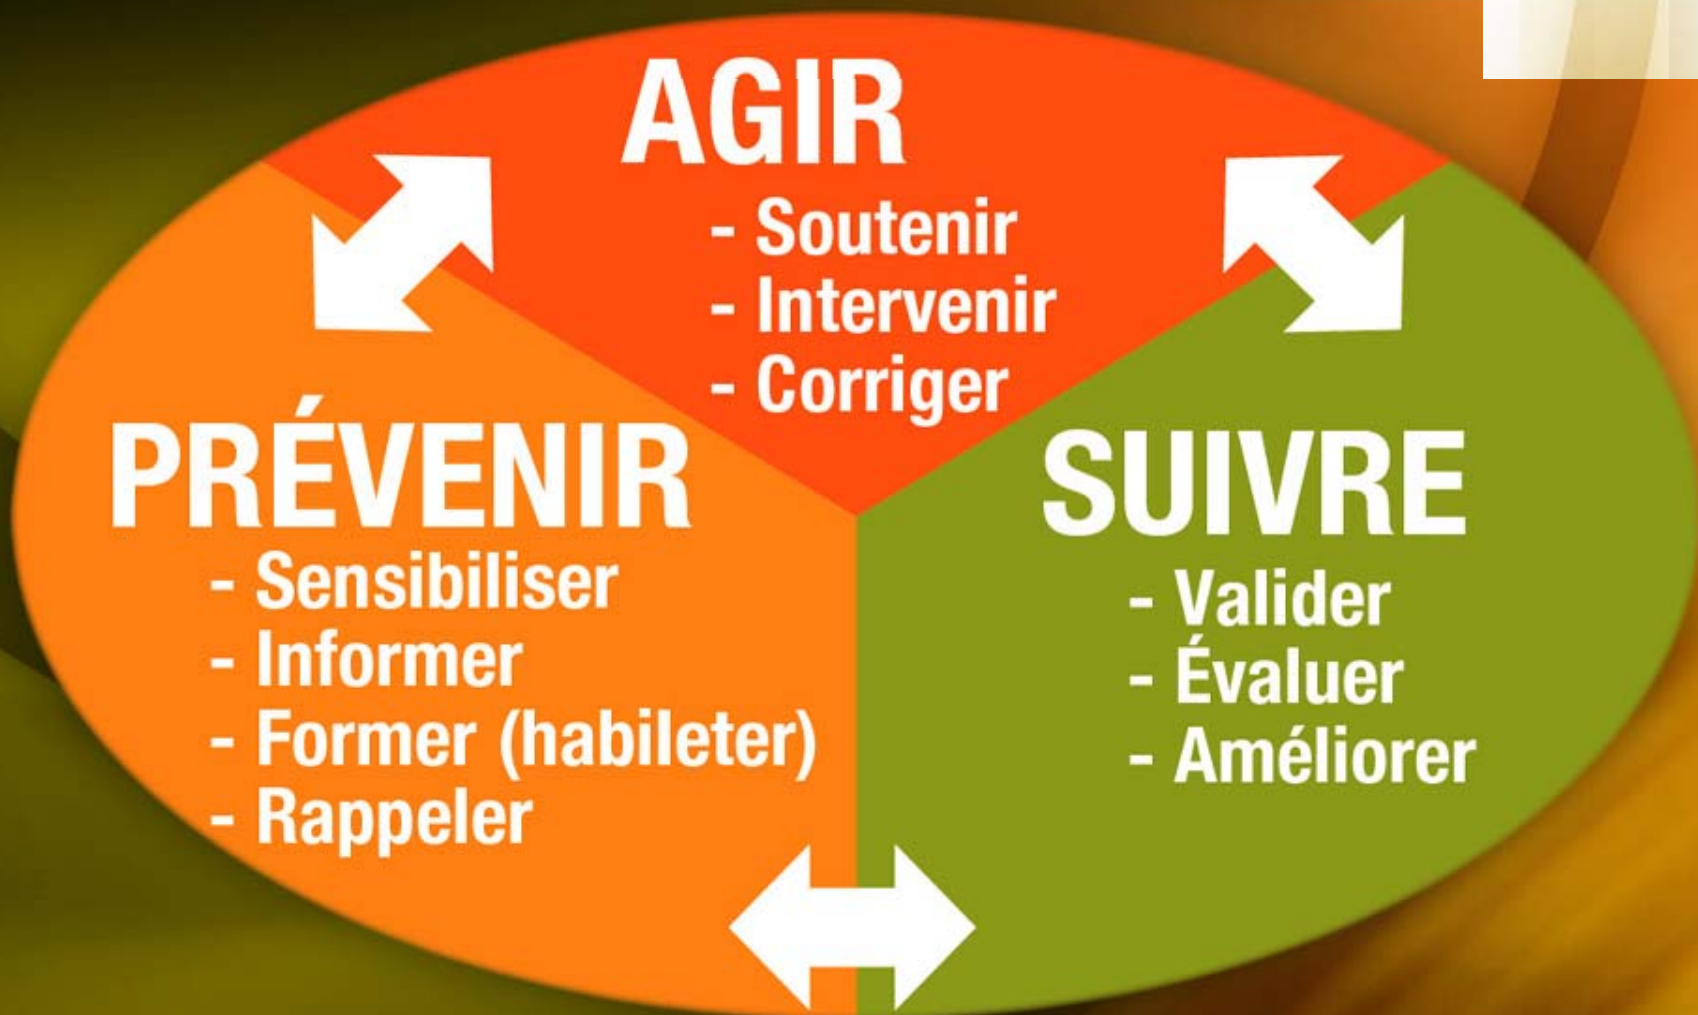 AGIR
- Soutenir
- Intervenir
- Corriger
PRÉVENIR
- Sensibiliser
- Informer
- Former (habileter)
- Rappeler
SUIVRE
- Valider
- Évaluer
- Améliorer